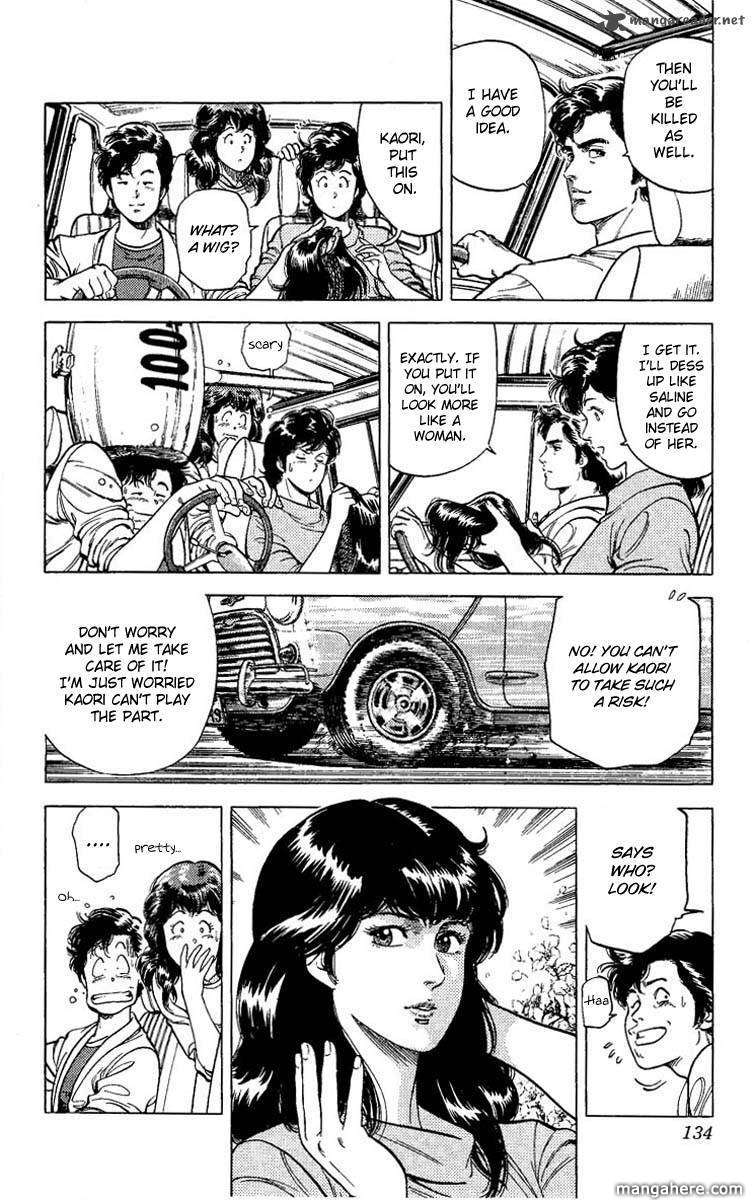 mangareader.net
THEN
YOU'LL
BE
KILLED
AS
WELL.
I HAVE
A GOOD
IDEA.
KAORI,
PUT
THIS
ON.
WHAT?
A WIG?
I GET IT.
I'LL DESS
UP LIKE
SALINE
AND GO
INSTEAD
OF HER.
EXACTLY. IF
YOU PUT IT
ON, YOU'LL
LOOK MORE
LIKE A
WOMAN.
scary
100
NO! YOU CAN'T
ALLOW KAORI
TO TAKE SUCH
A RISK!
DON'T WORRY
AND LET ME TAKE
CARE OF IT!
I'M JUST WORRIED
KAORI CAN'T PLAY
THE PART.
SAYS
WHO?
LOOK!
Haa
pretty...
....
Oh...
134
mangahere.com